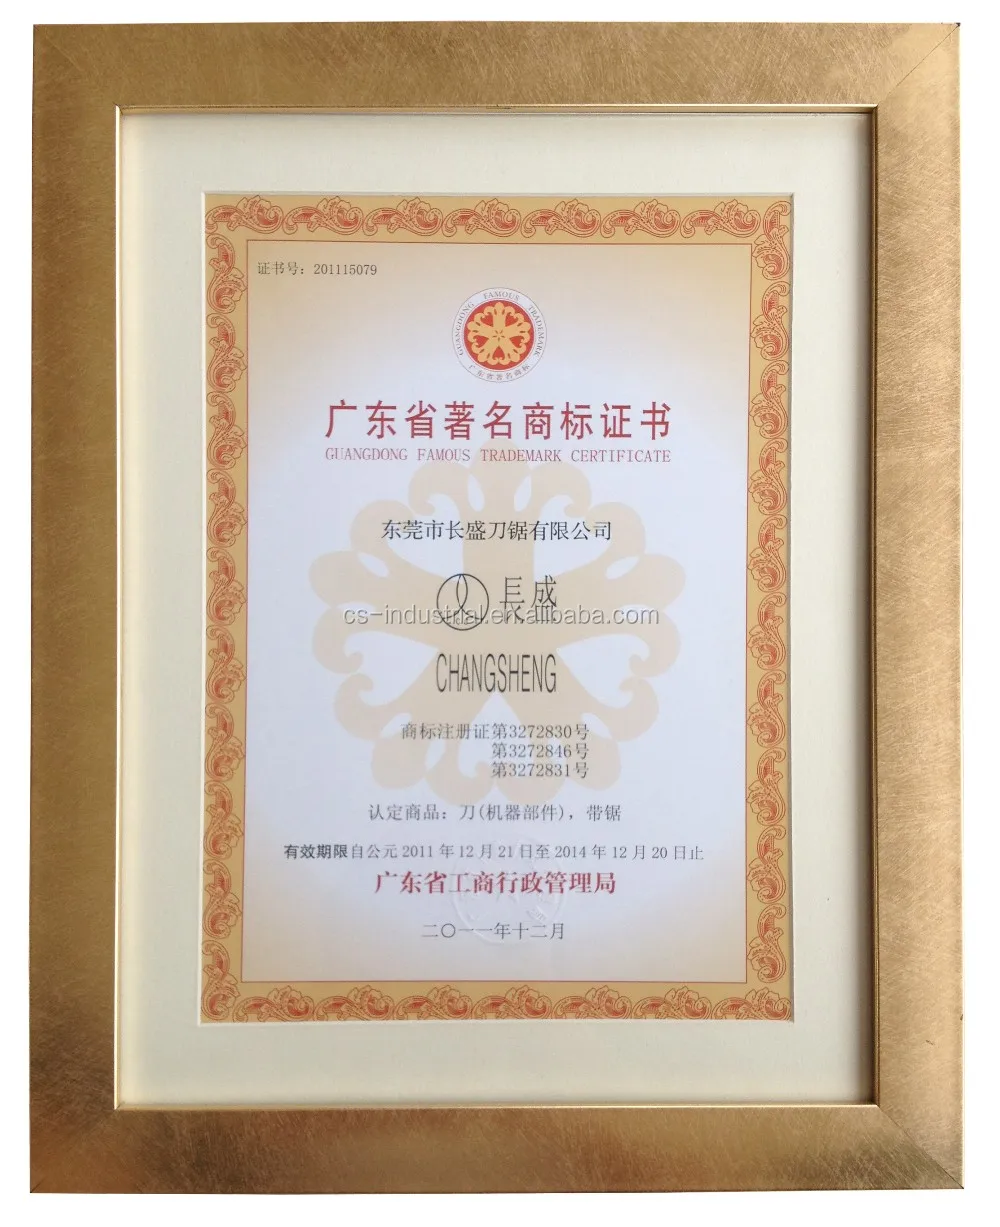 证书号：201115079
GUANGDONG FAMOUS TRADEMARK
广东省著名商标
广东省著名商标证书
GUANGDONG FAMOUS TRADEMARK CERTIFICATE
东莞市长盛刀锯有限公司
長盛
cs-industrial.en.alibaba.com
CHANGSHENG
商标注册证第3272830号
第3272846号
第3272831号
认定商品：刀(机器部件)，带锯
有效期限自公元2011年12月21日至2014年12月20日止
广东省工商行政管理局
二〇一一年十二月